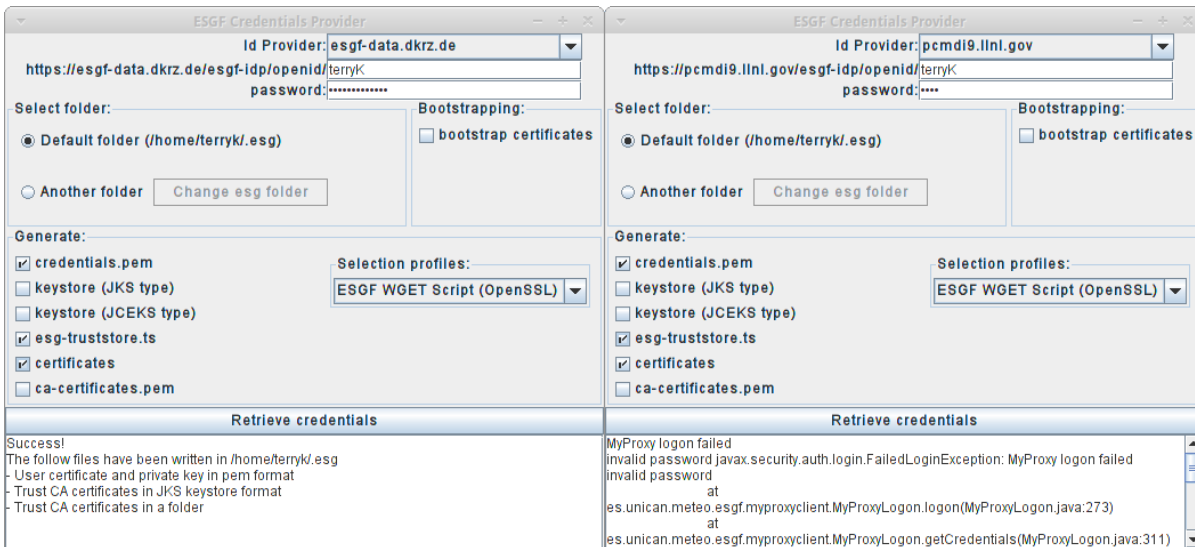 ESGF Credentials Provider
Id Provider: esgf-data.dkrz.de
https://esgf-data.dkrz.de/esgf-idp/openid/ terryK
password: •••••••••••••
Select folder:
Bootstrapping:
Default folder (/home/terryk/.esg)
bootstrap certificates
Another folder
Change esg folder
Generate:
credentials.pem
Selection profiles:
keystore (JKS type)
ESGF WGET Script (OpenSSL)
keystore (JCEKS type)
esg-truststore.ts
certificates
ca-certificates.pem
Retrieve credentials
Success!
The follow files have been written in /home/terryk/.esg
- User certificate and private key in pem format
- Trust CA certificates in JKS keystore format
- Trust CA certificates in a folder
ESGF Credentials Provider
Id Provider: pcmdi9.llnl.gov
https://pcmdi9.llnl.gov/esgf-idp/openid/ terryK
password: ••••
Select folder:
Bootstrapping:
Default folder (/home/terryk/.esg)
bootstrap certificates
Another folder
Change esg folder
Generate:
credentials.pem
Selection profiles:
keystore (JKS type)
ESGF WGET Script (OpenSSL)
keystore (JCEKS type)
esg-truststore.ts
certificates
ca-certificates.pem
Retrieve credentials
MyProxy logon failed
invalid password javax.security.auth.login.FailedLoginException: MyProxy logon failed
invalid password
at
es.unican.meteo.esgf.myproxyclient.MyProxyLogon.logon(MyProxyLogon.java:273)
at
es.unican.meteo.esgf.myproxyclient.MyProxyLogon.getCredentials(MyProxyLogon.java:311)